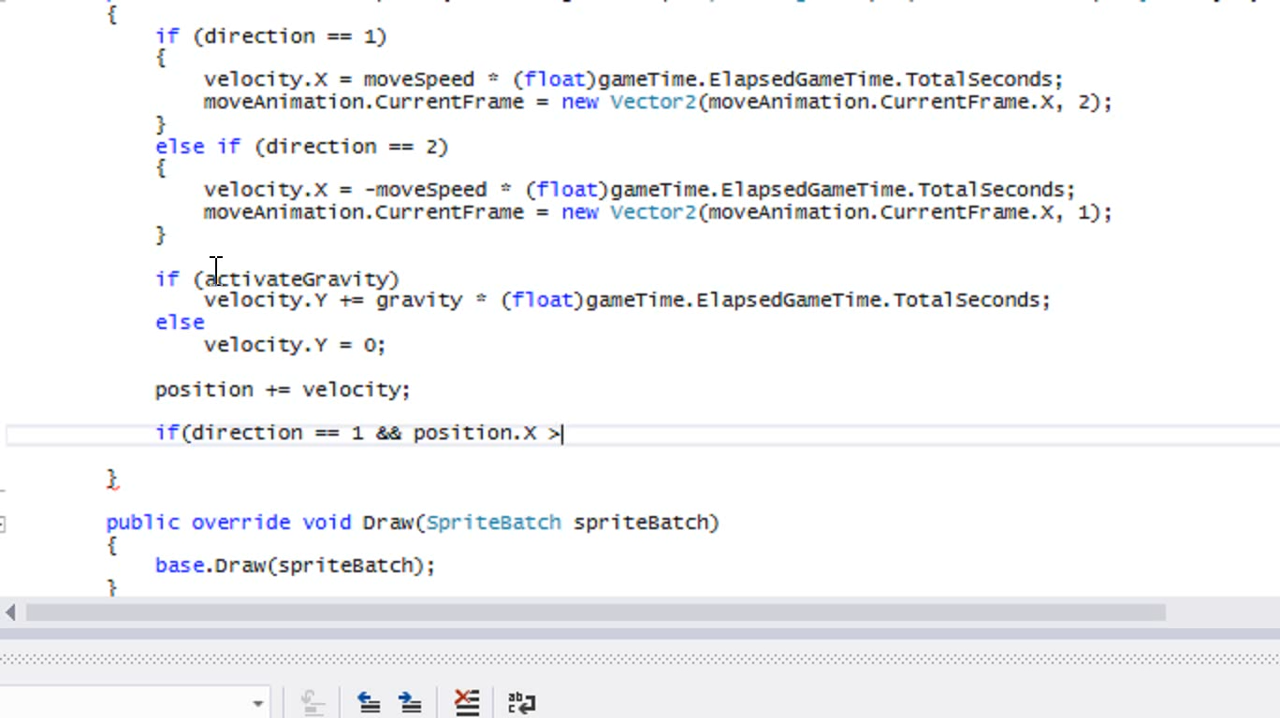 {
if (direction == 1)
{
velocity.X = moveSpeed * (float)gameTime.ElapsedGameTime.TotalSeconds;
moveAnimation.CurrentFrame = new Vector2(moveAnimation.CurrentFrame.X, 2);
}
else if (direction == 2)
{
velocity.X = -moveSpeed * (float)gameTime.ElapsedGameTime.TotalSeconds;
moveAnimation.CurrentFrame = new Vector2(moveAnimation.CurrentFrame.X, 1);
}
if (activateGravity)
velocity.Y += gravity * (float)gameTime.ElapsedGameTime.TotalSeconds;
else
velocity.Y = 0;
position += velocity;
if(direction == 1 && position.X >
}
public override void Draw(SpriteBatch spriteBatch)
{
base.Draw(spriteBatch);
}